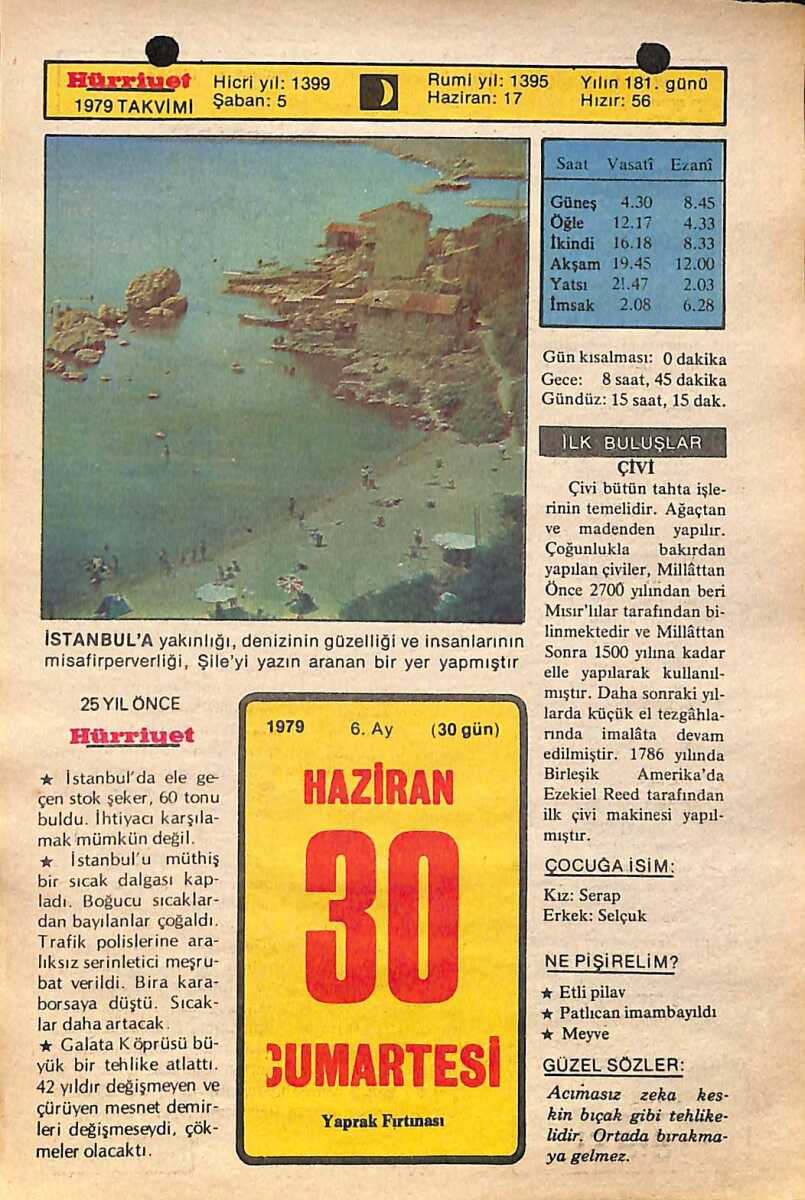 Hürriyet
1979 TAKVİMİ
Hicri yıl: 1399
Şaban: 5
Rumi yıl: 1395
Haziran: 17
Yılın 181. günü
Hızır: 56
Saat Vasatî Ezanî
Güneş 4.30 8.45
Öğle 12.17 4.33
İkindi 16.18 8.33
Akşam 19.45 12.00
Yatsı 21.47 2.03
İmsak 2.08 6.28
Gün kısalması: 0 dakika
Gece: 8 saat, 45 dakika
Gündüz: 15 saat, 15 dak.
İSTANBUL'A yakınlığı, denizinin güzelliği ve insanlarının
misafirperverliği, Şile'yi yazın aranan bir yer yapmıştır
25 YIL ÖNCE
Hürriyet
★ İstanbul'da ele ge-
çen stok şeker, 60 tonu
buldu. İhtiyacı karşıla-
mak mümkün değil.
★ İstanbul'u müthiş
bir sıcak dalgası kap-
ladı. Boğucu sıcaklar-
dan bayılanlar çoğaldı.
Trafik polislerine ara-
lıksız serinletici meşru-
bat verildi. Bira kara-
borsaya düştü. Sıcak-
lar daha artacak.
★ Galata Köprüsü bü-
yük bir tehlike atlattı.
42 yıldır değişmeyen ve
çürüyen mesnet demir-
leri değişmeseydi, çök-
meler olacaktı.
1979 6. Ay (30 gün)
HAZİRAN
30
CUMARTESİ
Yaprak Fırtınası
İLK BULUŞLAR
ÇİVİ
Çivi bütün tahta işle-
rinin temelidir. Ağaçtan
ve madenden yapılır.
Çoğunlukla bakırdan
yapılan çiviler, Millâttan
Önce 2700 yılından beri
Mısır'lılar tarafından bi-
linmektedir ve Millâttan
Sonra 1500 yılına kadar
elle yapılarak kullanıl-
mıştır. Daha sonraki yıl-
larda küçük el tezgâhla-
rında imalâta devam
edilmiştir. 1786 yılında
Birleşik Amerika'da
Ezekiel Reed tarafından
ilk çivi makinesi yapıl-
mıştır.
ÇOCUĞA İSİM:
Kız: Serap
Erkek: Selçuk
NE PİŞİRELİM?
★ Etli pilav
★ Patlıcan imambayıldı
★ Meyve
GÜZEL SÖZLER:
Acımasız zeka kes-
kin bıçak gibi tehlike-
lidir. Ortada bırakma-
ya gelmez.